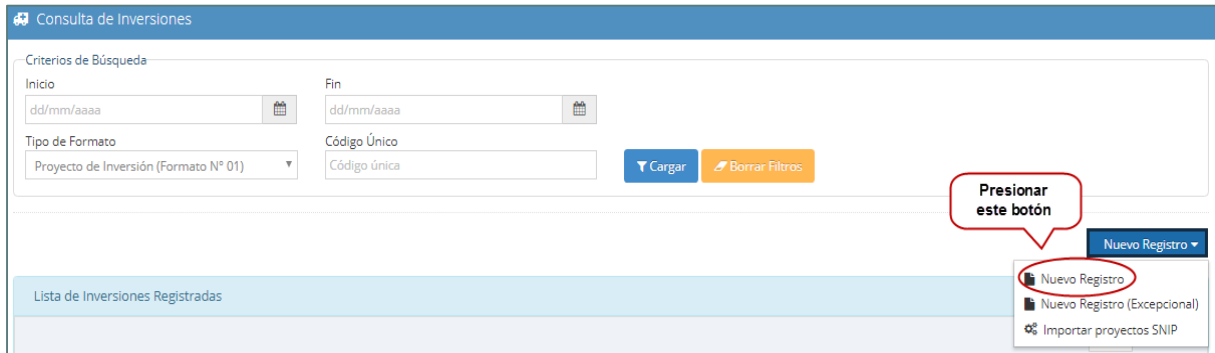 Consulta de Inversiones
Criterios de Búsqueda
Inicio
Fin
dd/mm/aaaa
dd/mm/aaaa
Tipo de Formato
Código Único
Proyecto de Inversión (Formato N° 01)
Código única
Cargar
Borrar Filtros
Presionar
este botón
Nuevo Registro
Nuevo Registro
Lista de Inversiones Registradas
Nuevo Registro (Excepcional)
Importar proyectos SNIP